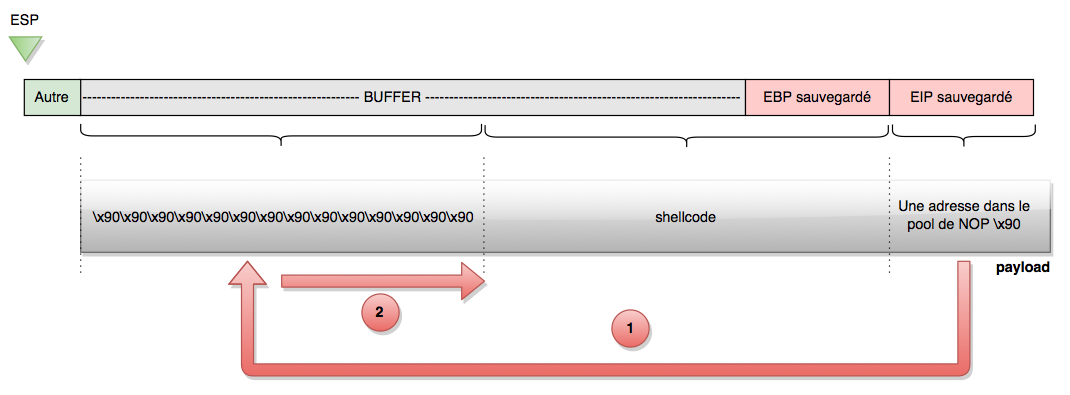 ESP
Autre
BUFFER
EBP sauvegardé
EIP sauvegardé
\x90\x90\x90\x90\x90\x90\x90\x90\x90\x90\x90\x90\x90\x90
shellcode
Une adresse dans le
pool de NOP \x90
payload
2
1